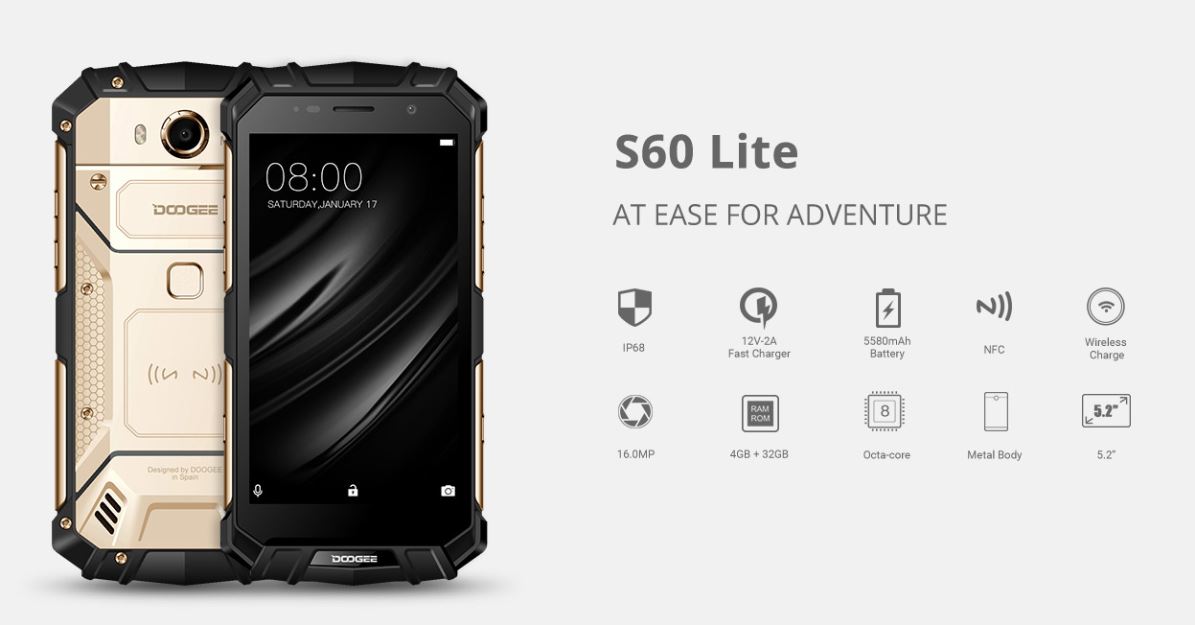 DOOGEE
Designed by DOOGEE
in Spain
08:00
SATURDAY,JANUARY 17
DOOGEE
S60 Lite
AT EASE FOR ADVENTURE
IP68
12V-2A
Fast Charger
5580mAh
Battery
NFC
Wireless
Charge
RAM
ROM
8
5.2"
16.0MP
4GB + 32GB
Octa-core
Metal Body
5.2"